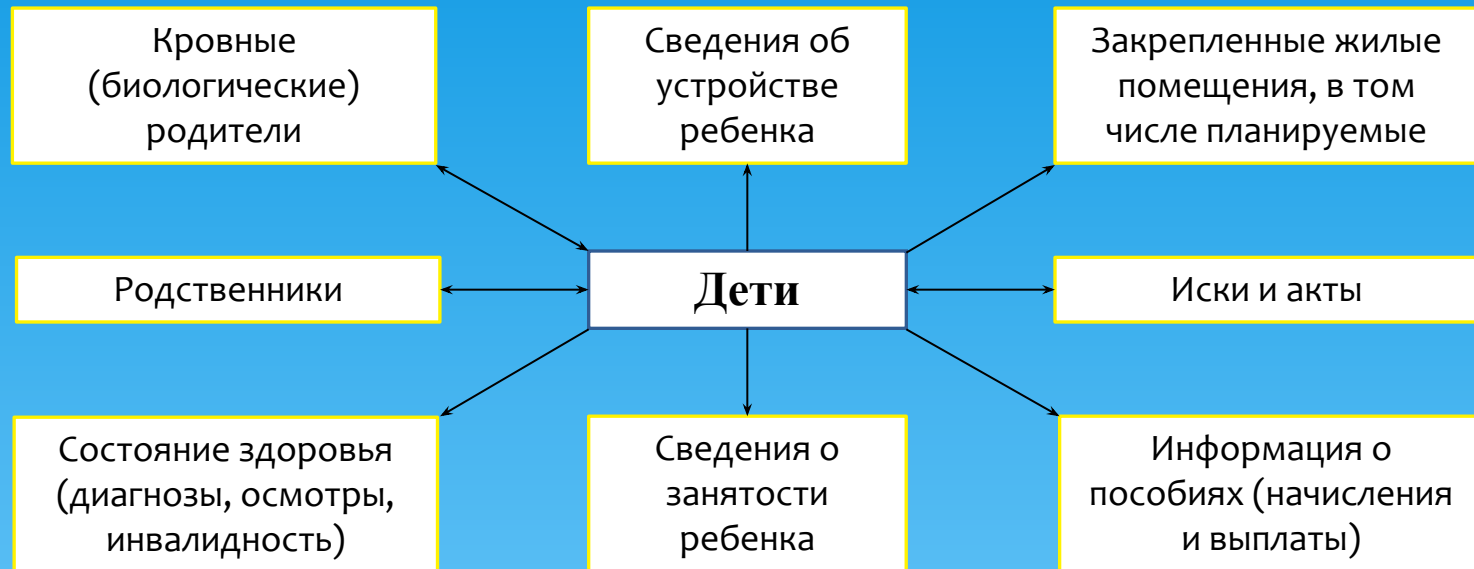 Кровные
(биологические)
родители
Сведения об
устройстве
ребенка
Закрепленные жилые
помещения, в том
числе планируемые
Родственники
Дети
Иски и акты
Состояние здоровья
(диагнозы, осмотры,
инвалидность)
Сведения о
занятости
ребенка
Информация о
пособиях (начисления
и выплаты)